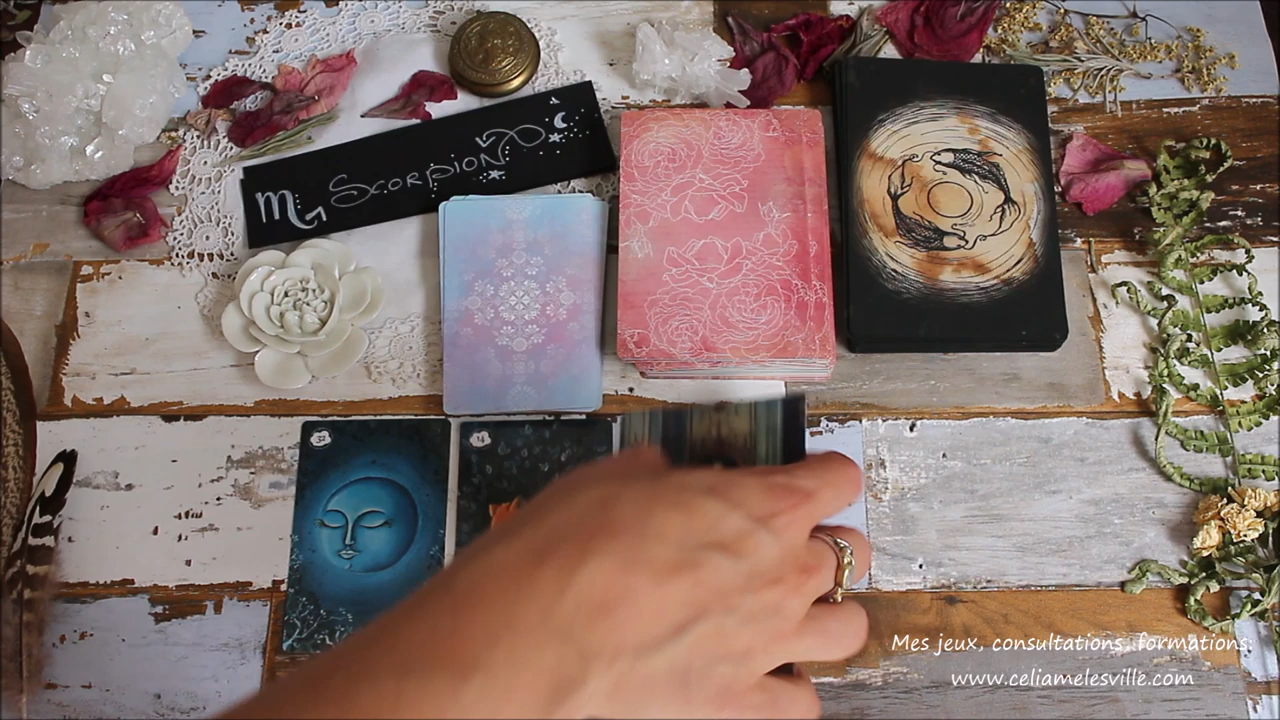 ♏ Scorpion
32
14
Mes jeux, consultations, formations:
www.celiamelesville.com